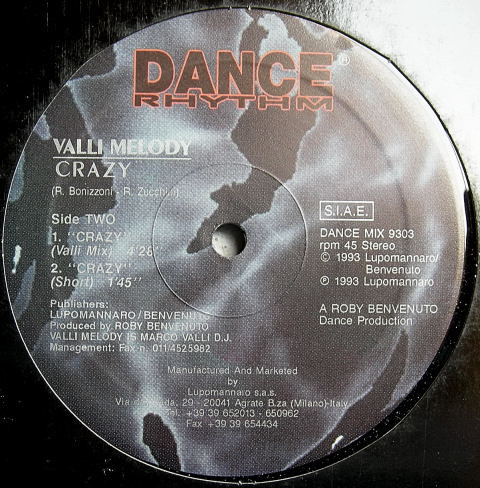 DANCE®
RHYTHM
VALLI MELODY
CRAZY
(R. Bonizzoni - R. Zucchini)
Side TWO
1. "CRAZY"
(Valli Mix) 4'28"
2. "CRAZY"
(Short) 1'45"
Publishers:
LUPOMANNARO/BENVENUTO
Produced by ROBY BENVENUTO
VALLI MELODY IS MARCO VALLI D.J.
Management: Fax n. 011/4525982
S.I.A.E.
DANCE MIX 9303
rpm 45 Stereo
© 1993 Lupomannaro/
Benvenuto
℗ 1993 Lupomannaro
A ROBY BENVENUTO
Dance Production
Manufactured And Marketed
by
Lupomannaro s.a.s.
Via 29 - 20041 Agrate B.za (Milano)-Italy
Tel. +39 39 652013 - 650962
Fax +39 39 654434